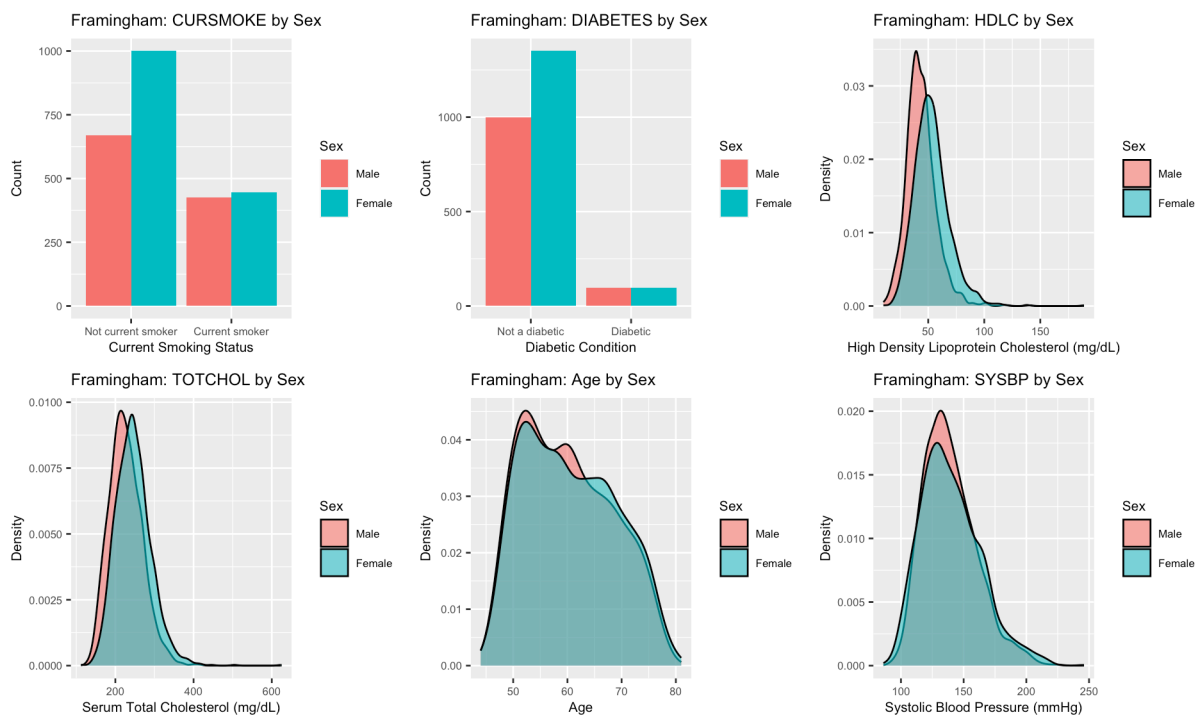 Framingham: CURSMOKE by Sex
1000
750
500
250
0
Count
Not current smoker
Current smoker
Current Smoking Status
Sex
Male
Female
Framingham: DIABETES by Sex
1000
500
0
Count
Not a diabetic
Diabetic
Diabetic Condition
Sex
Male
Female
Framingham: HDLC by Sex
0.03
0.02
0.01
0.00
Density
50
100
150
High Density Lipoprotein Cholesterol (mg/dL)
Sex
Male
Female
Framingham: TOTCHOL by Sex
0.0100
0.0075
0.0050
0.0025
0.0000
Density
200
400
600
Serum Total Cholesterol (mg/dL)
Sex
Male
Female
Framingham: Age by Sex
0.04
0.03
0.02
0.01
0.00
Density
50
60
70
80
Age
Sex
Male
Female
Framingham: SYSBP by Sex
0.020
0.015
0.010
0.005
0.000
Density
100
150
200
250
Systolic Blood Pressure (mmHg)
Sex
Male
Female